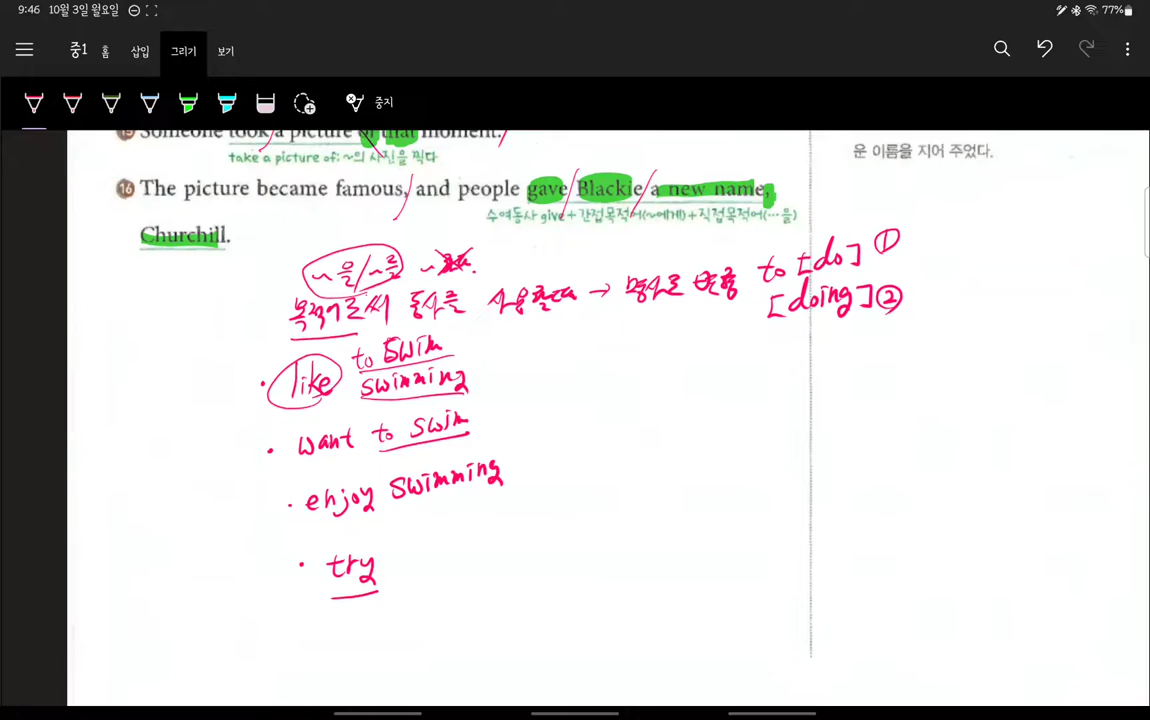 9:46 10월 3일 월요일 77%
중1 홈 삽입 그리기 보기
중지
15 Someone took a picture of that moment.
take a picture of: ~의 사진을 찍다
운 이름을 지어 주었다.
16 The picture became famous, and people gave Blackie a new name,
수여동사 give+간접목적어(~에게)+직접목적어(…을)
Churchill.
~을/~를 ~
목적어로써 동사를 사용할때 → 명사로 변형 to [do] ①
[doing] ②
• like to swim
swimming
• want to swim
• enjoy swimming
• try